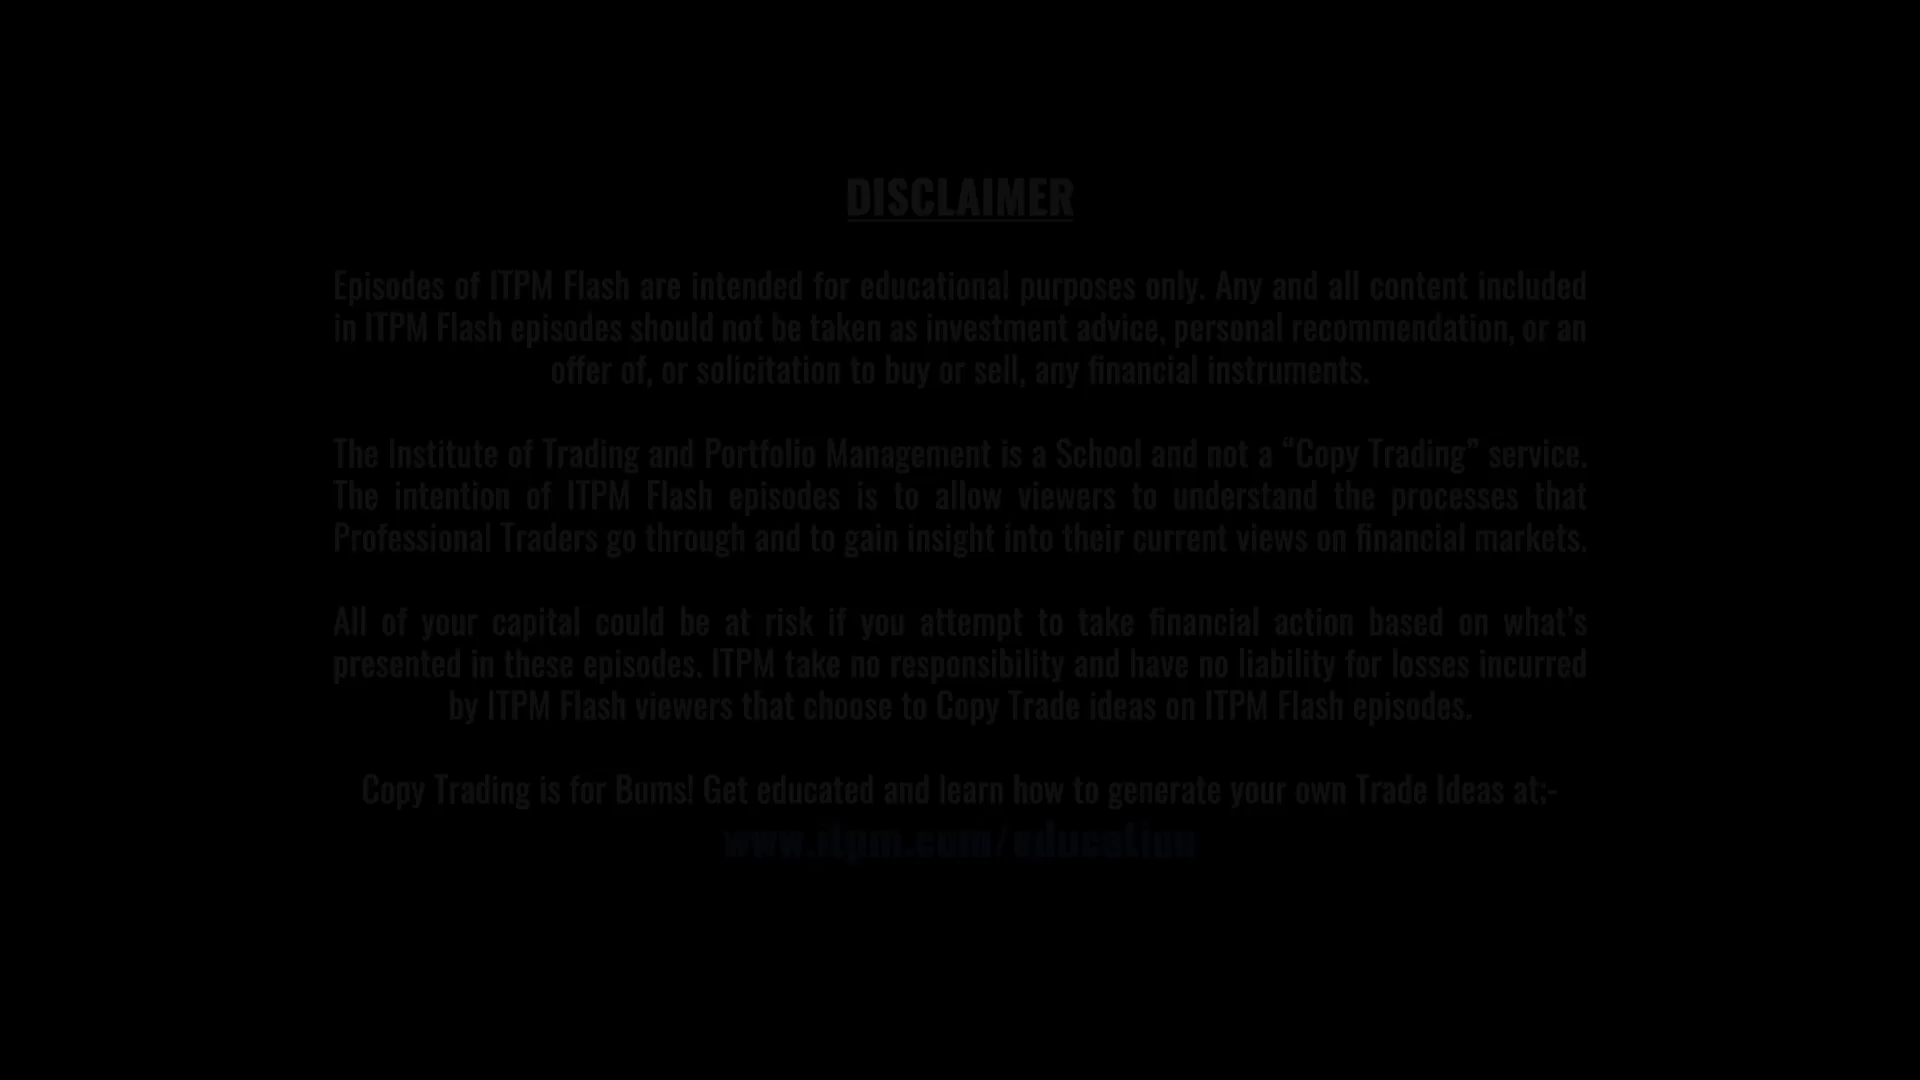 DISCLAIMER
Episodes of ITPM Flash are intended for educational purposes only. Any and all content included
in ITPM Flash episodes should not be taken as investment advice, personal recommendation, or an
offer of, or solicitation to buy or sell, any financial instruments.
The Institute of Trading and Portfolio Management is a School and not a “Copy Trading” service.
The intention of ITPM Flash episodes is to allow viewers to understand the processes that
Professional Traders go through and to gain insight into their current views on financial markets.
All of your capital could be at risk if you attempt to take financial action based on what’s
presented in these episodes. ITPM take no responsibility and have no liability for losses incurred
by ITPM Flash viewers that choose to Copy Trade ideas on ITPM Flash episodes.
Copy Trading is for Bums! Get educated and learn how to generate your own Trade Ideas at;-
www.itpm.com/education